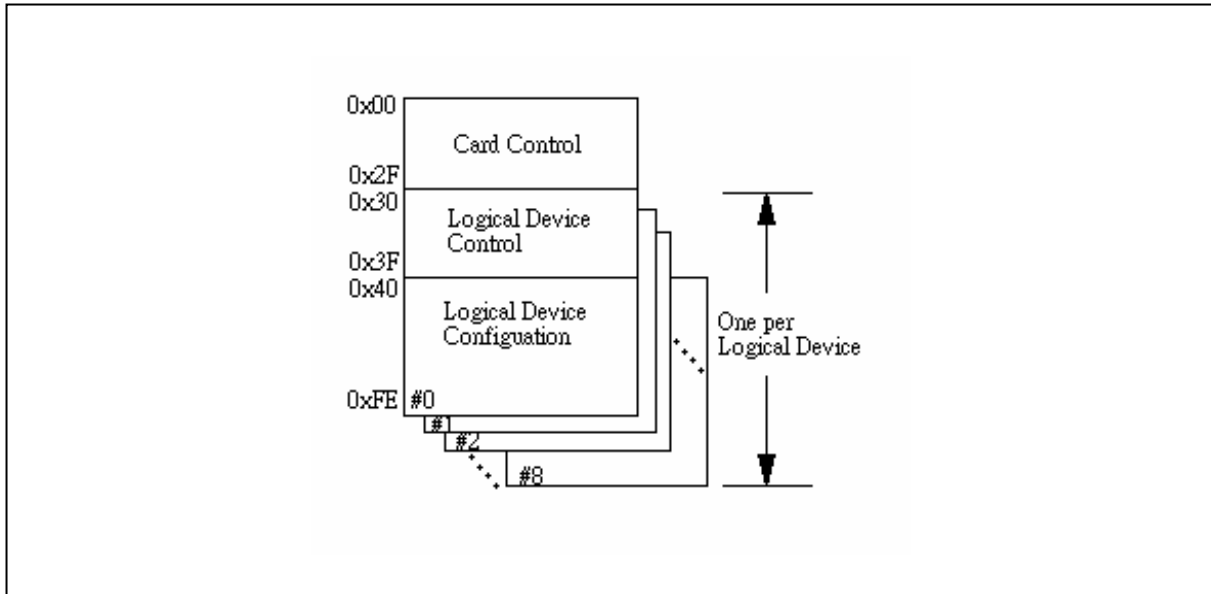 0x00
Card Control
0x2F
0x30
Logical Device
Control
0x3F
0x40
Logical Device
Configuation
0xFE
#0
#1
#2
#8
One per
Logical Device